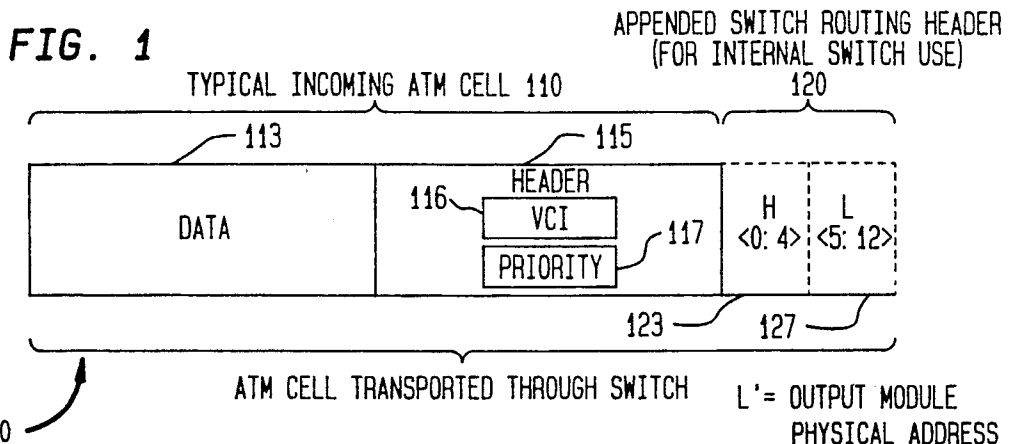 FIG. 1
APPENDED SWITCH ROUTING HEADER
(FOR INTERNAL SWITCH USE)
120
TYPICAL INCOMING ATM CELL 110
113
115
DATA
HEADER
116
VCI
PRIORITY
117
H
<0: 4>
L
<5: 12>
123
127
ATM CELL TRANSPORTED THROUGH SWITCH
L'= OUTPUT MODULE
PHYSICAL ADDRESS